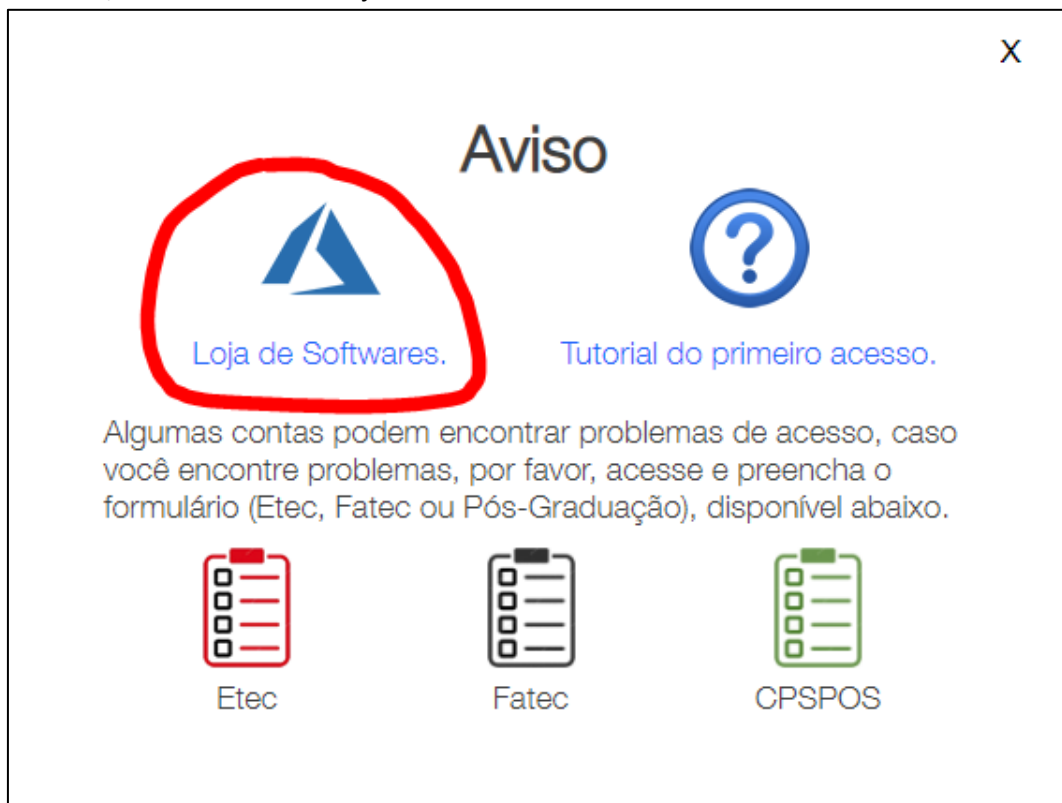 X
Aviso
Loja de Softwares.
Tutorial do primeiro acesso.
Algumas contas podem encontrar problemas de acesso, caso
você encontre problemas, por favor, acesse e preencha o
formulário (Etec, Fatec ou Pós-Graduação), disponível abaixo.
Etec
Fatec
CPSPOS